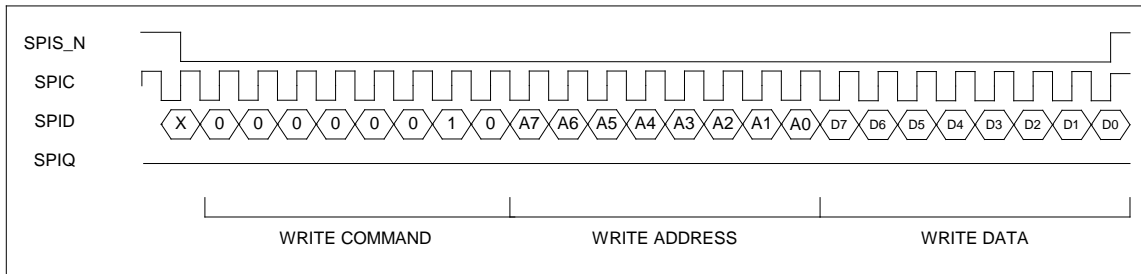 SPIS_N
SPIC
SPID X 0 0 0 0 0 0 1 0 A7 A6 A5 A4 A3 A2 A1 A0 D7 D6 D5 D4 D3 D2 D1 D0
SPIQ
WRITE COMMAND WRITE ADDRESS WRITE DATA